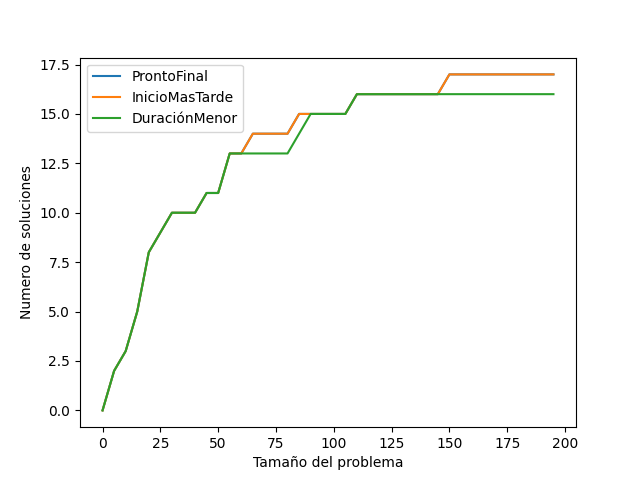 ProntoFinal
InicioMasTarde
DuraciónMenor
17.5
15.0
12.5
10.0
7.5
5.0
2.5
0.0
Numero de soluciones
0 25 50 75 100 125 150 175 200
Tamaño del problema